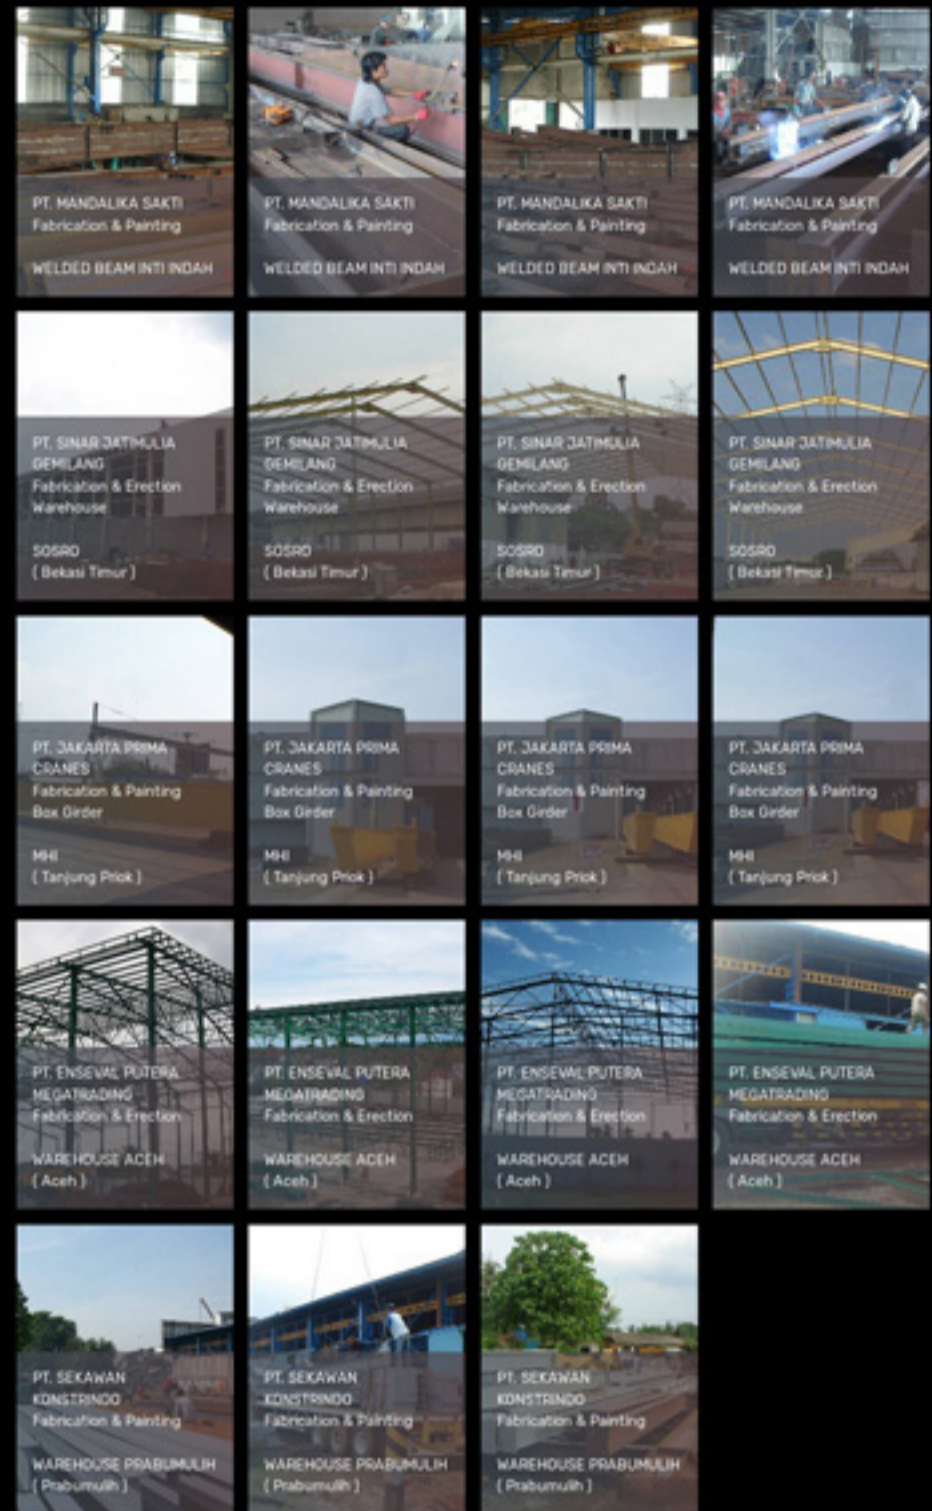 PT. MANDALIKA SAKTI
Fabrication & Painting
WELDED BEAM INTI INDAH
PT. MANDALIKA SAKTI
Fabrication & Painting
WELDED BEAM INTI INDAH
PT. MANDALIKA SAKTI
Fabrication & Painting
WELDED BEAM INTI INDAH
PT. MANDALIKA SAKTI
Fabrication & Painting
WELDED BEAM INTI INDAH
PT. SINAR JATIMULIA
GEMILANG
Fabrication & Erection
Warehouse
SOSRO
( Bekasi Timur )
PT. SINAR JATIMULIA
GEMILANG
Fabrication & Erection
Warehouse
SOSRO
( Bekasi Timur )
PT. SINAR JATIMULIA
GEMILANG
Fabrication & Erection
Warehouse
SOSRO
( Bekasi Timur )
PT. SINAR JATIMULIA
GEMILANG
Fabrication & Erection
Warehouse
SOSRO
( Bekasi Timur )
PT. JAKARTA PRIMA
CRANES
Fabrication & Painting
Box Girder
MHI
( Tanjung Priok )
PT. JAKARTA PRIMA
CRANES
Fabrication & Painting
Box Girder
MHI
( Tanjung Priok )
PT. JAKARTA PRIMA
CRANES
Fabrication & Painting
Box Girder
MHI
( Tanjung Priok )
PT. JAKARTA PRIMA
CRANES
Fabrication & Painting
Box Girder
MHI
( Tanjung Priok )
PT. ENSEVAL PUTERA
MEGATRADING
Fabrication & Erection
WAREHOUSE ACEH
( Aceh )
PT. ENSEVAL PUTERA
MEGATRADING
Fabrication & Erection
WAREHOUSE ACEH
( Aceh )
PT. ENSEVAL PUTERA
MEGATRADING
Fabrication & Erection
WAREHOUSE ACEH
( Aceh )
PT. ENSEVAL PUTERA
MEGATRADING
Fabrication & Erection
WAREHOUSE ACEH
( Aceh )
PT. SEKAWAN
KONSTRINDO
Fabrication & Painting
WAREHOUSE PRABUMULIH
( Prabumulih )
PT. SEKAWAN
KONSTRINDO
Fabrication & Painting
WAREHOUSE PRABUMULIH
( Prabumulih )
PT. SEKAWAN
KONSTRINDO
Fabrication & Painting
WAREHOUSE PRABUMULIH
( Prabumulih )